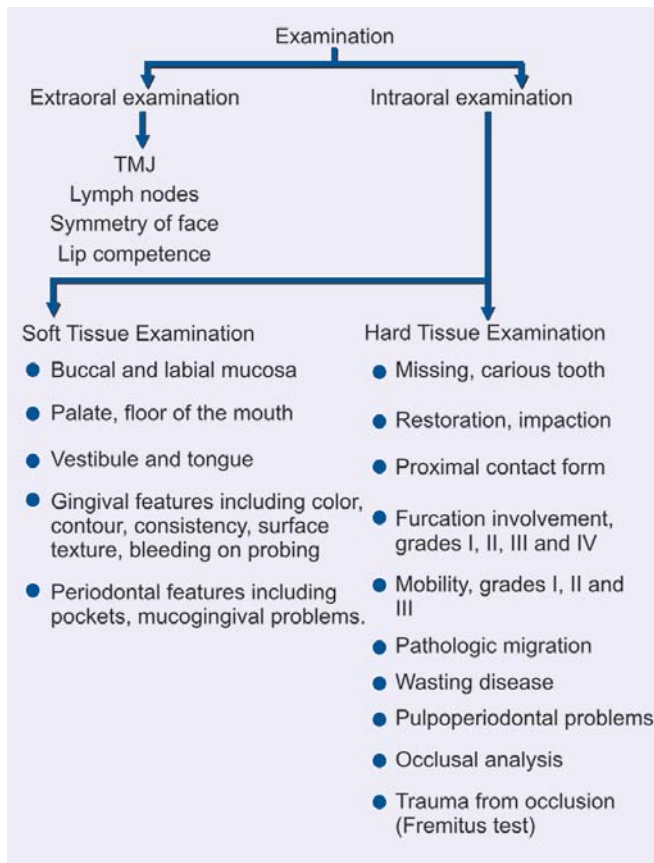 Examination
Extraoral examination
Intraoral examination
TMJ
Lymph nodes
Symmetry of face
Lip competence
Soft Tissue Examination
Buccal and labial mucosa
Palate, floor of the mouth
Vestibule and tongue
Gingival features including color,
contour, consistency, surface
texture, bleeding on probing
Periodontal features including
pockets, mucogingival problems.
Hard Tissue Examination
Missing, carious tooth
Restoration, impaction
Proximal contact form
Furcation involvement,
grades I, II, III and IV
Mobility, grades I, II and
III
Pathologic migration
Wasting disease
Pulpoperiodontal problems
Occlusal analysis
Trauma from occlusion
(Fremitus test)